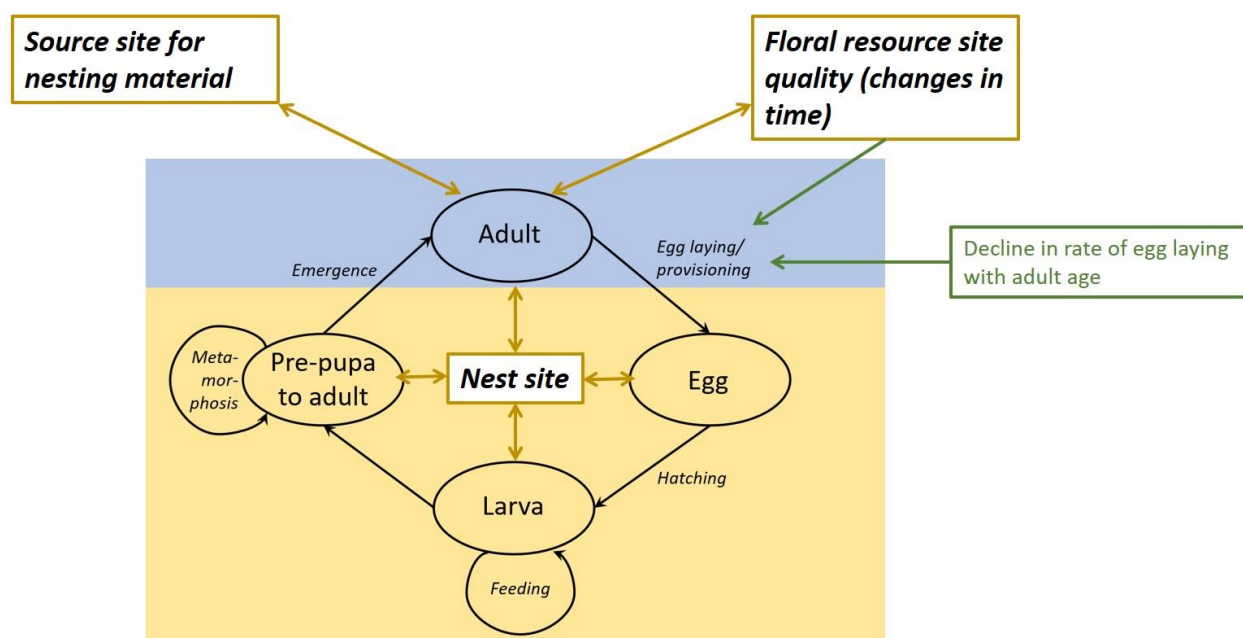 Source site for
nesting material
Floral resource site
quality (changes in
time)
Adult
Egg laying/
provisioning
Decline in rate of egg laying
with adult age
Emergence
Meta-
mor-
phosis
Pre-pupa
to adult
Nest site
Egg
Hatching
Larva
Feeding